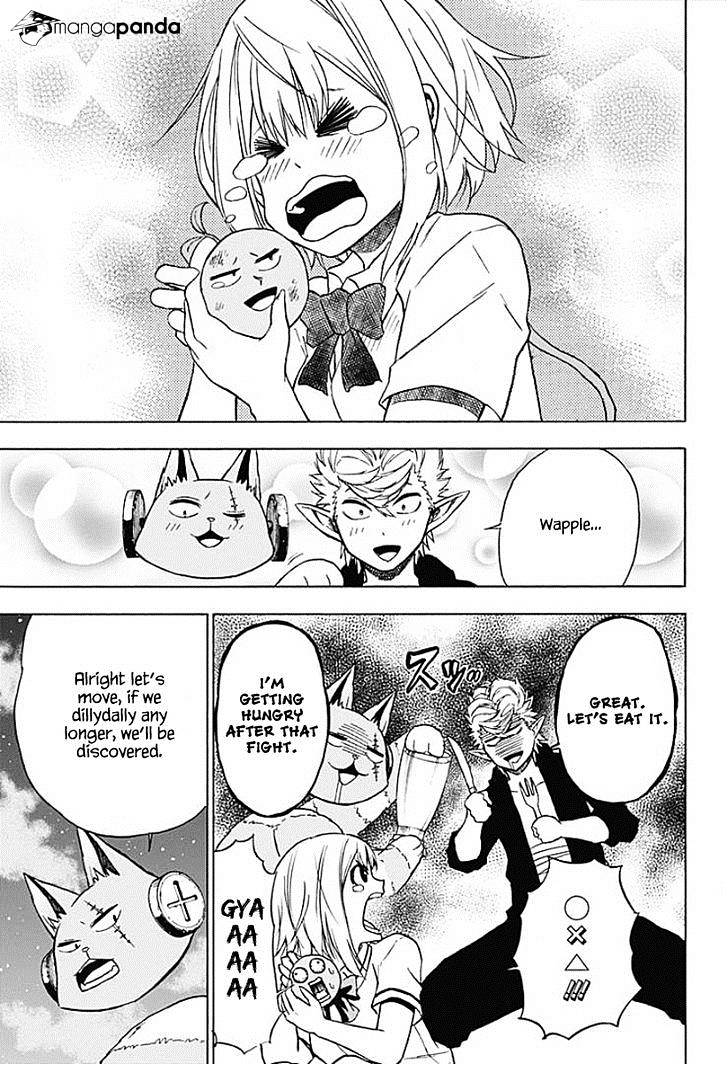 mangapanda
Wapple...
GREAT.
LET'S EAT IT.
スッ
I'M
GETTING
HUNGRY
AFTER THAT
FIGHT.
○
×
△
!!!
GYA
AA
AA
AA
Alright let's
move, if we
dillydally any
longer, we'll be
discovered.